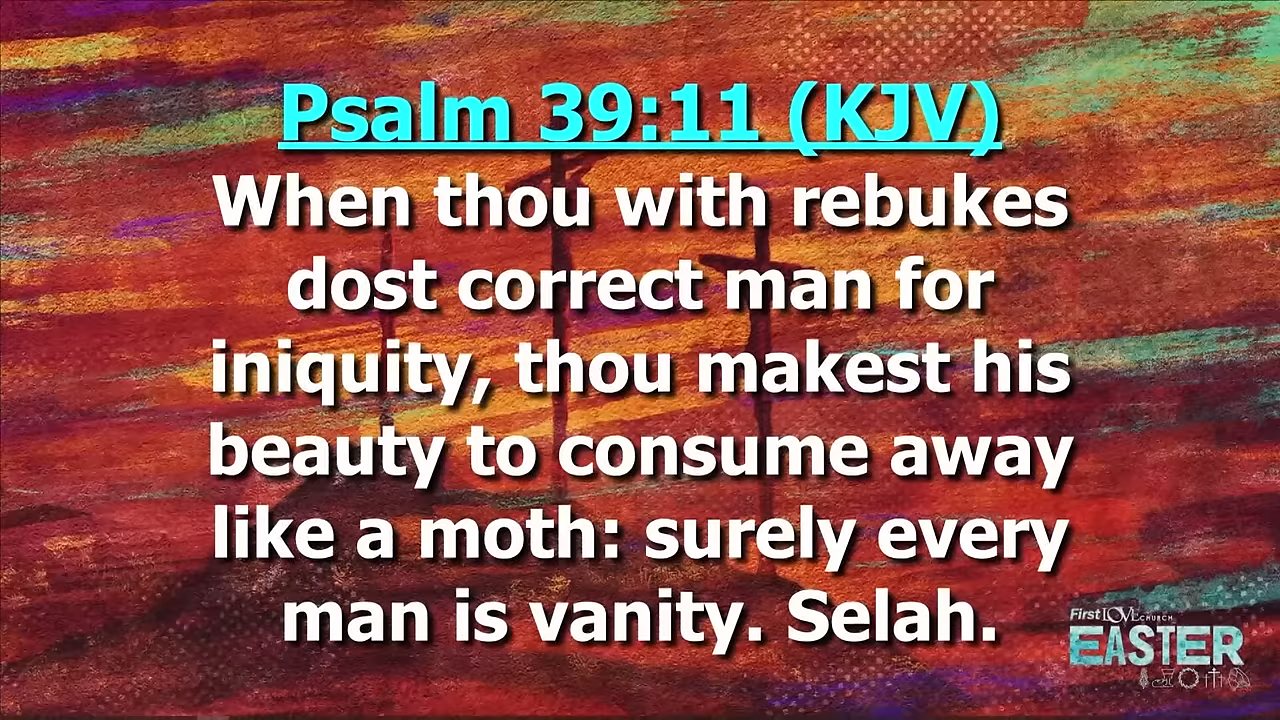 Psalm 39:11 (KJV)
When thou with rebukes
dost correct man for
iniquity, thou makest his
beauty to consume away
like a moth: surely every
man is vanity. Selah.
First LOVE CHURCH
EASTER